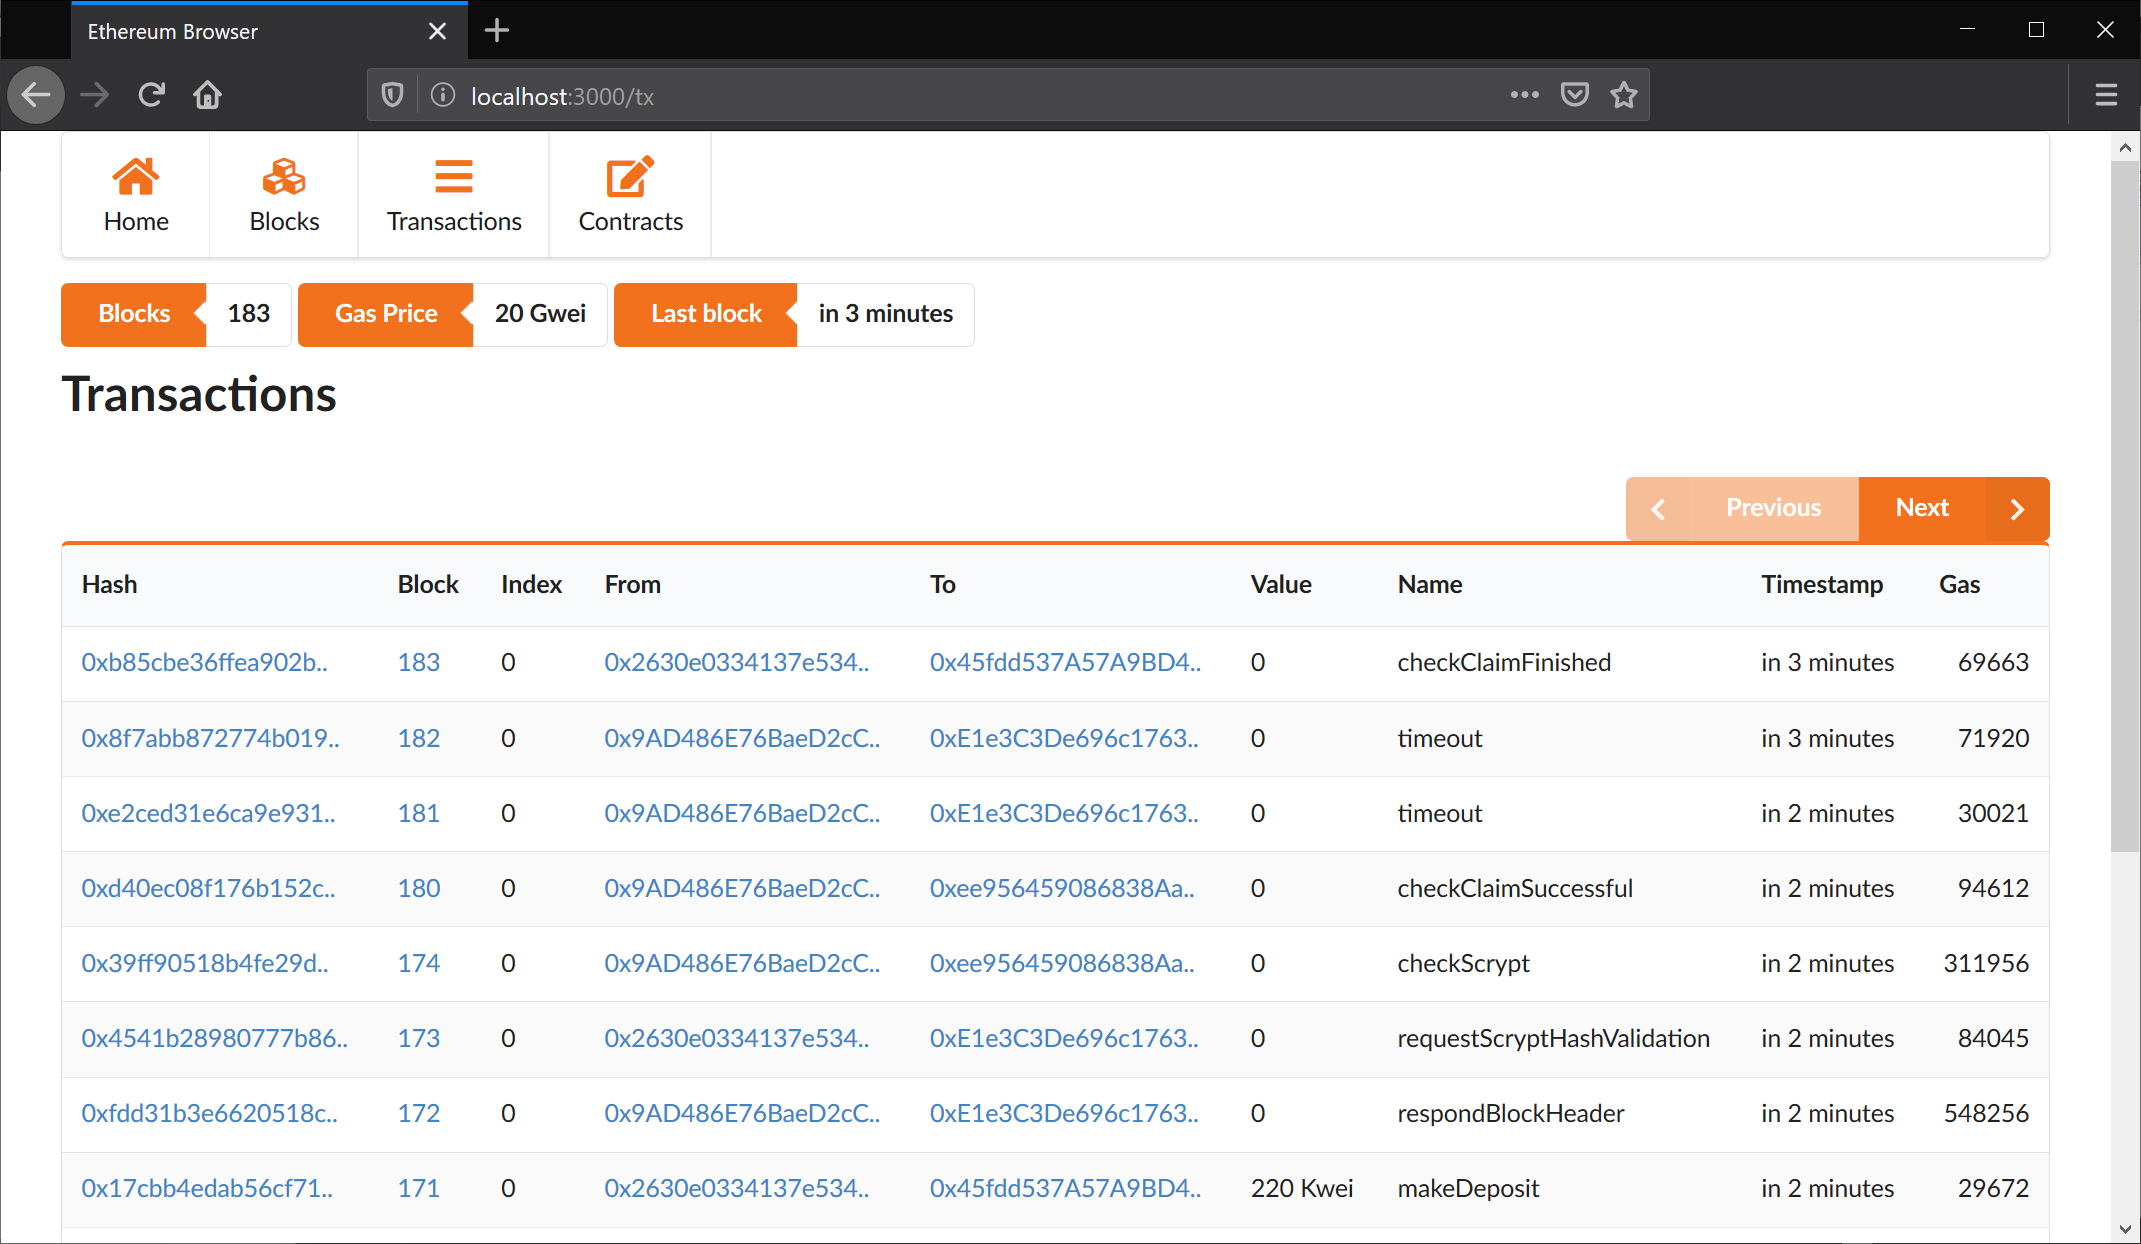 Ethereum Browser
localhost:3000/tx
Home Blocks Transactions Contracts
Blocks 183 Gas Price 20 Gwei Last block in 3 minutes
Transactions
Previous Next
Hash Block Index From To Value Name Timestamp Gas
0xb85cbe36ffea902b.. 183 0 0x2630e0334137e534.. 0x45fdd537A57A9BD4.. 0 checkClaimFinished in 3 minutes 69663
0x8f7abb872774b019.. 182 0 0x9AD486E76BaeD2cC.. 0xE1e3C3De696c1763.. 0 timeout in 3 minutes 71920
0xe2ced31e6ca9e931.. 181 0 0x9AD486E76BaeD2cC.. 0xE1e3C3De696c1763.. 0 timeout in 2 minutes 30021
0xd40ec08f176b152c.. 180 0 0x9AD486E76BaeD2cC.. 0xee956459086838Aa.. 0 checkClaimSuccessful in 2 minutes 94612
0x39ff90518b4fe29d.. 174 0 0x9AD486E76BaeD2cC.. 0xee956459086838Aa.. 0 checkScrypt in 2 minutes 311956
0x4541b28980777b86.. 173 0 0x2630e0334137e534.. 0xE1e3C3De696c1763.. 0 requestScryptHashValidation in 2 minutes 84045
0xfdd31b3e6620518c.. 172 0 0x9AD486E76BaeD2cC.. 0xE1e3C3De696c1763.. 0 respondBlockHeader in 2 minutes 548256
0x17cbb4edab56cf71.. 171 0 0x2630e0334137e534.. 0x45fdd537A57A9BD4.. 220 Kwei makeDeposit in 2 minutes 29672